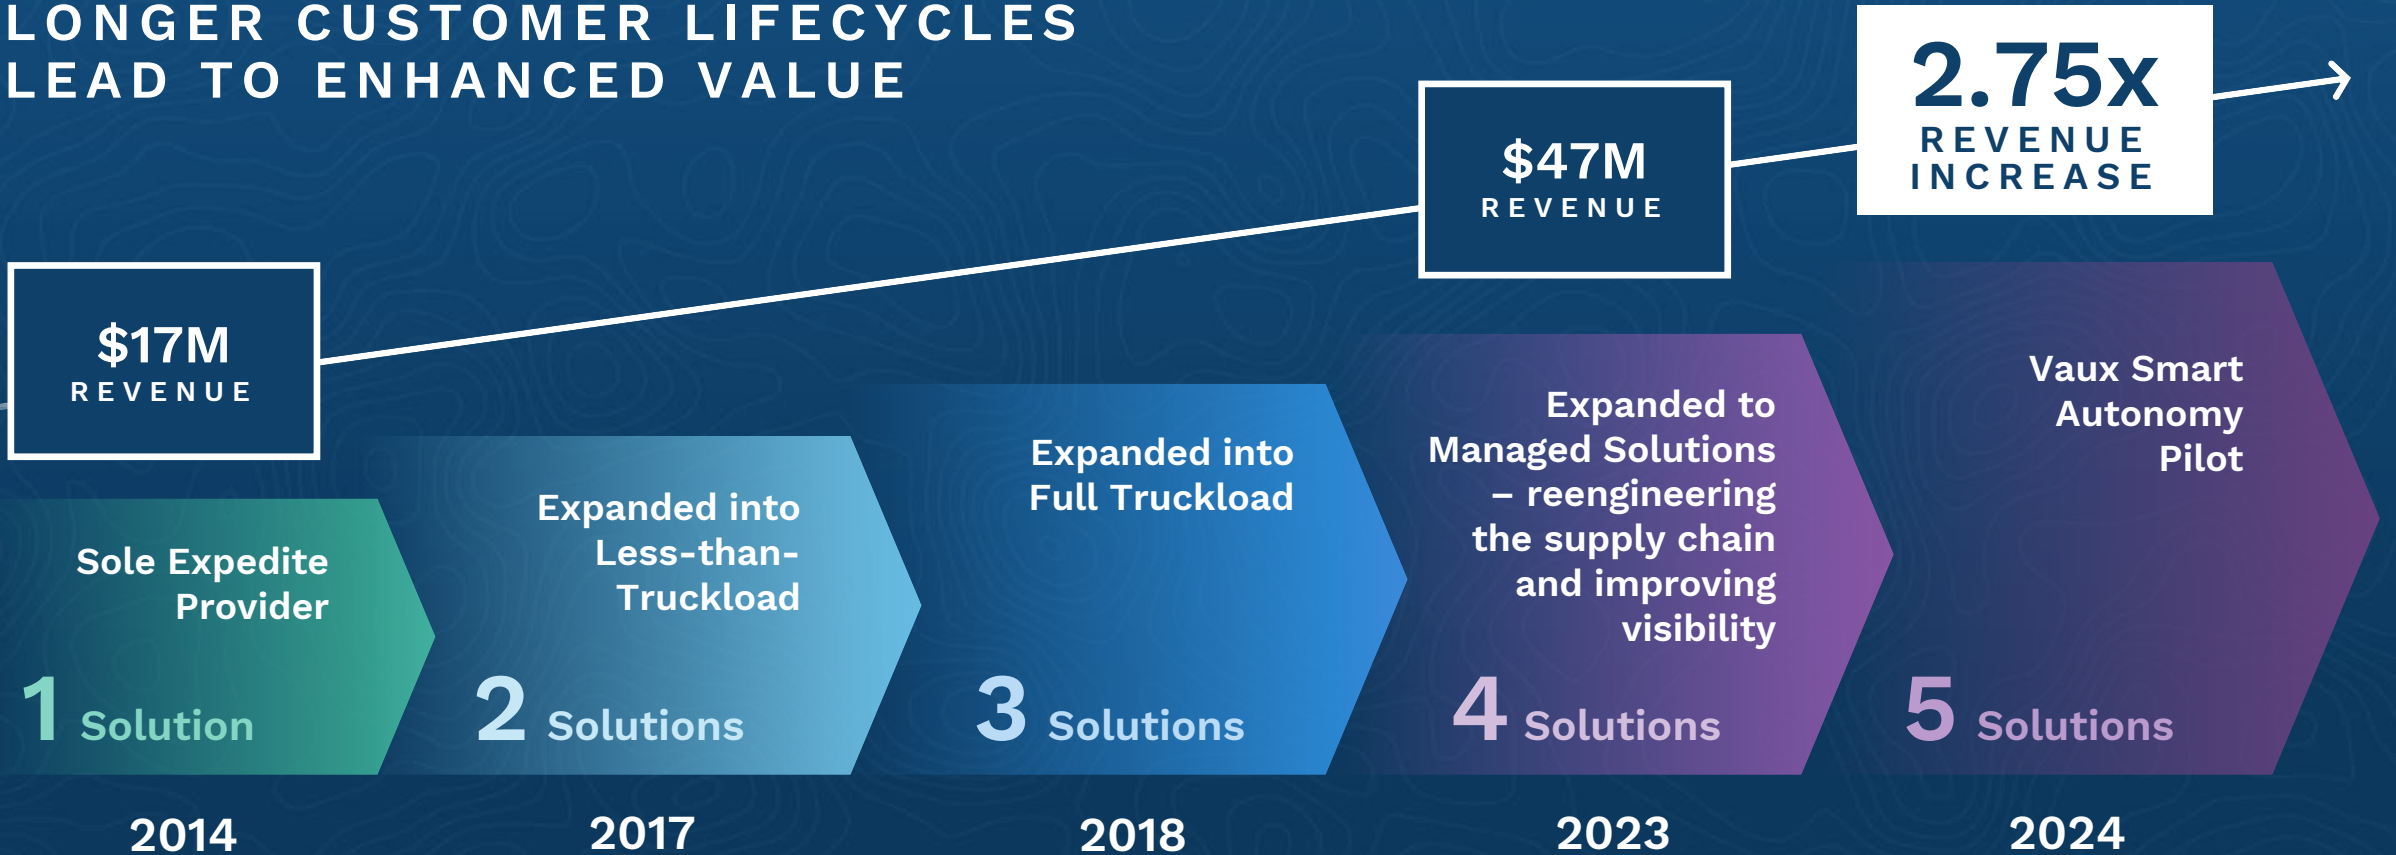 LONGER CUSTOMER LIFECYCLES
LEAD TO ENHANCED VALUE
$17M
REVENUE
$47M
REVENUE
2.75x
REVENUE
INCREASE
Sole Expedite
Provider
1 Solution
2014
Expanded into
Less-than-
Truckload
2 Solutions
2017
Expanded into
Full Truckload
3 Solutions
2018
Expanded to
Managed Solutions
– reengineering
the supply chain
and improving
visibility
4 Solutions
2023
Vaux Smart
Autonomy
Pilot
5 Solutions
2024